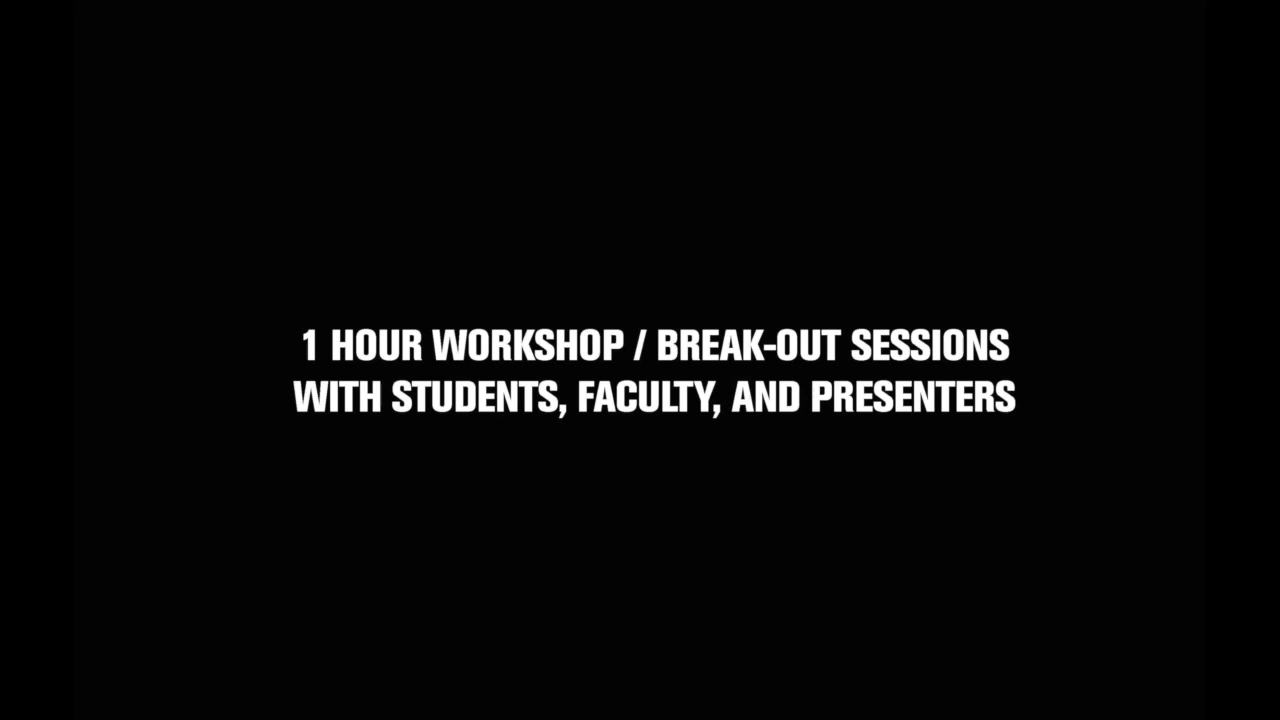 1 HOUR WORKSHOP / BREAK-OUT SESSIONS
WITH STUDENTS, FACULTY, AND PRESENTERS